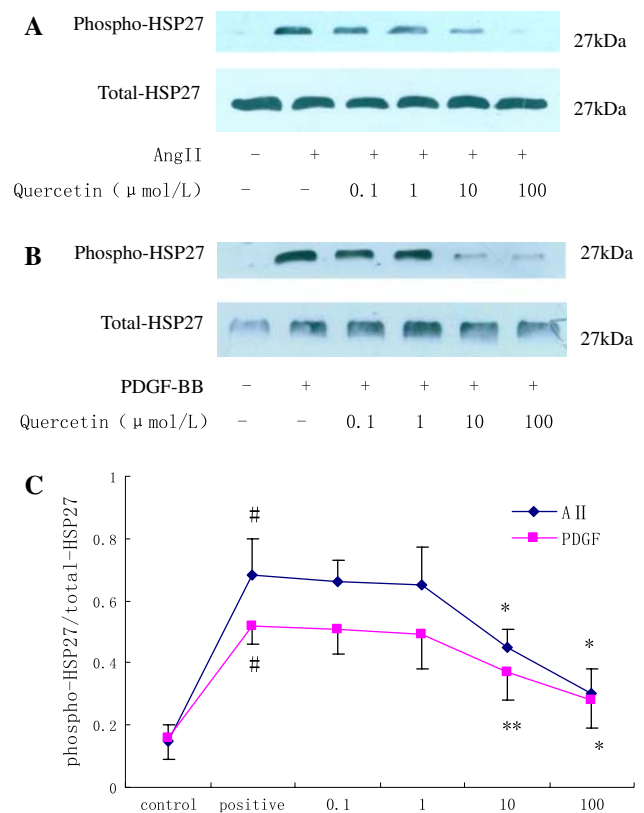 A
Phospho-HSP27
27kDa
Total-HSP27
27kDa
AngII － ＋ ＋ ＋ ＋ ＋
Quercetin (μmol/L) － － 0.1 1 10 100
B
Phospho-HSP27
27kDa
Total-HSP27
27kDa
PDGF-BB － ＋ ＋ ＋ ＋ ＋
Quercetin (μmol/L) － － 0.1 1 10 100
C
phospho-HSP27/total-HSP27
1
0.8
0.6
0.4
0.2
0
#
#
*
**
*
*
AⅡ
PDGF
control positive 0.1 1 10 100